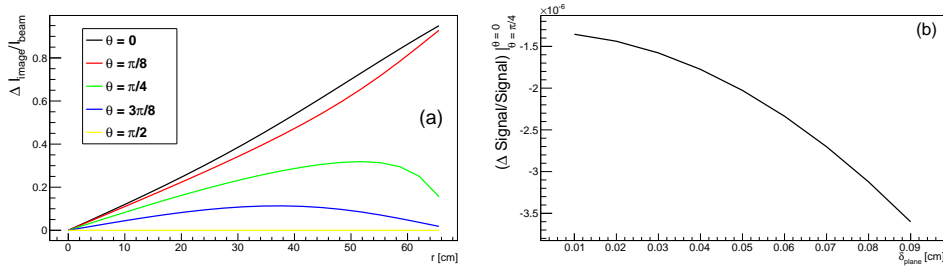 Δ I_image/I_beam
0.8
0.6
0.4
0.2
0
θ = 0
θ = π/8
θ = π/4
θ = 3π/8
θ = π/2
(a)
0 10 20 30 40 50 60
r [cm]
×10⁻⁶
(Δ Signal/Signal) |^{θ = 0}_{θ = π/4}
-1.5
-2
-2.5
-3
-3.5
(b)
0.01 0.02 0.03 0.04 0.05 0.06 0.07 0.08 0.09
δ_plane [cm]